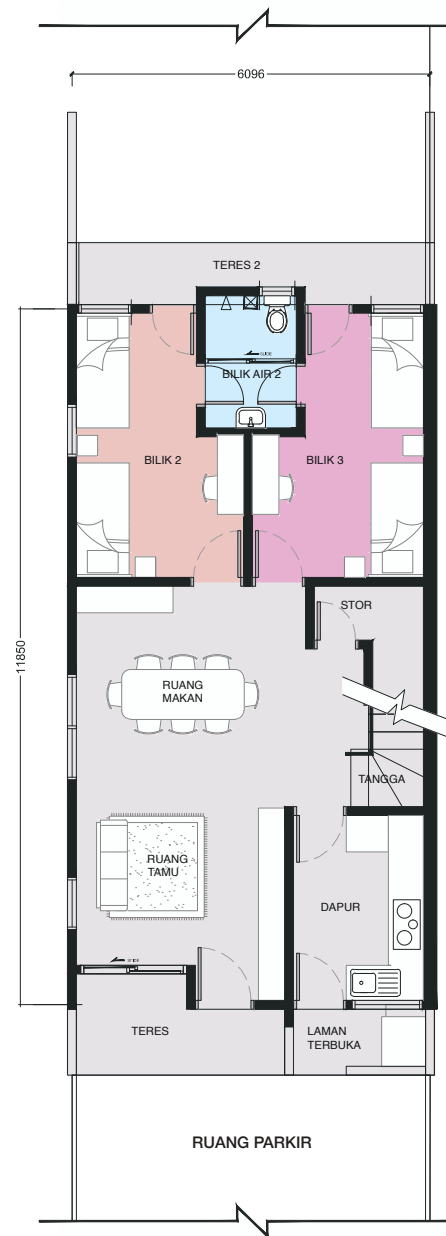 6096
TERES 2
GLIDE
BILIK AIR 2
BILIK 2
BILIK 3
STOR
11850
RUANG
MAKAN
TANGGA
RUANG
TAMU
DAPUR
TERES
LAMAN
TERBUKA
RUANG PARKIR